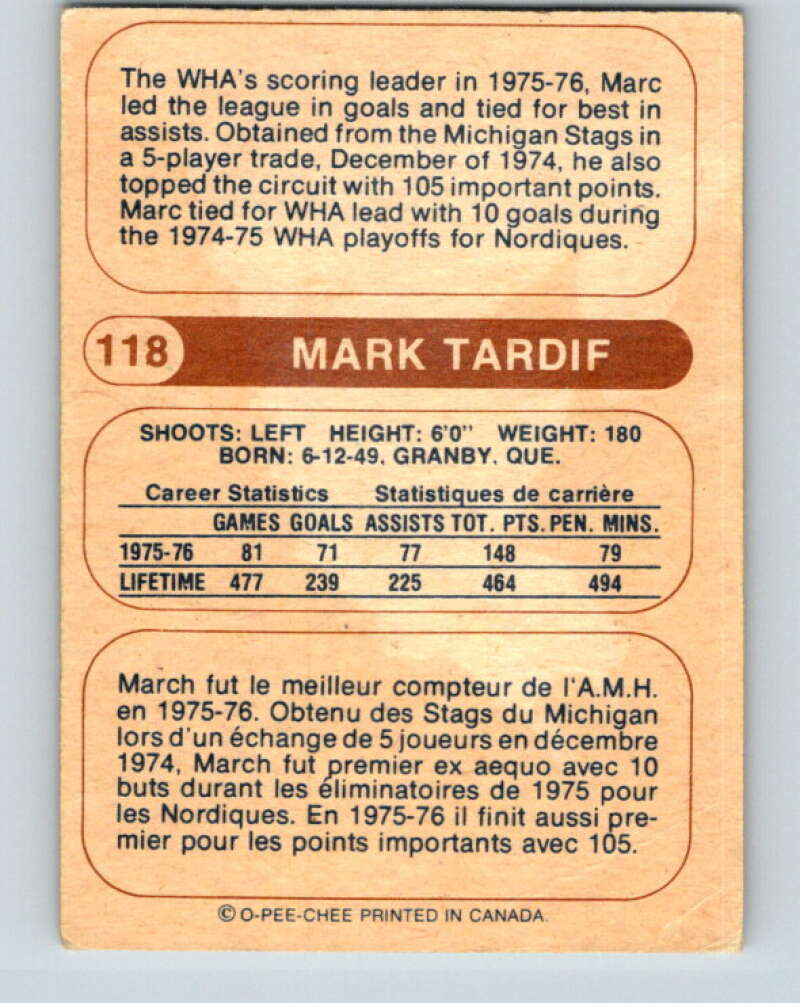 The WHA's scoring leader in 1975-76, Marc
led the league in goals and tied for best in
assists. Obtained from the Michigan Stags in
a 5-player trade, December of 1974, he also
topped the circuit with 105 important points.
Marc tied for WHA lead with 10 goals during
the 1974-75 WHA playoffs for Nordiques.
118 MARK TARDIF
SHOOTS: LEFT HEIGHT: 6'0" WEIGHT: 180
BORN: 6-12-49. GRANBY. QUE.
Career Statistics Statistiques de carrière
GAMES GOALS ASSISTS TOT. PTS. PEN. MINS.
1975-76 81 71 77 148 79
LIFETIME 477 239 225 464 494
March fut le meilleur compteur de l'A.M.H.
en 1975-76. Obtenu des Stags du Michigan
lors d'un échange de 5 joueurs en décembre
1974, March fut premier ex aequo avec 10
buts durant les éliminatoires de 1975 pour
les Nordiques. En 1975-76 il finit aussi pre-
mier pour les points importants avec 105.
© O-PEE-CHEE PRINTED IN CANADA.